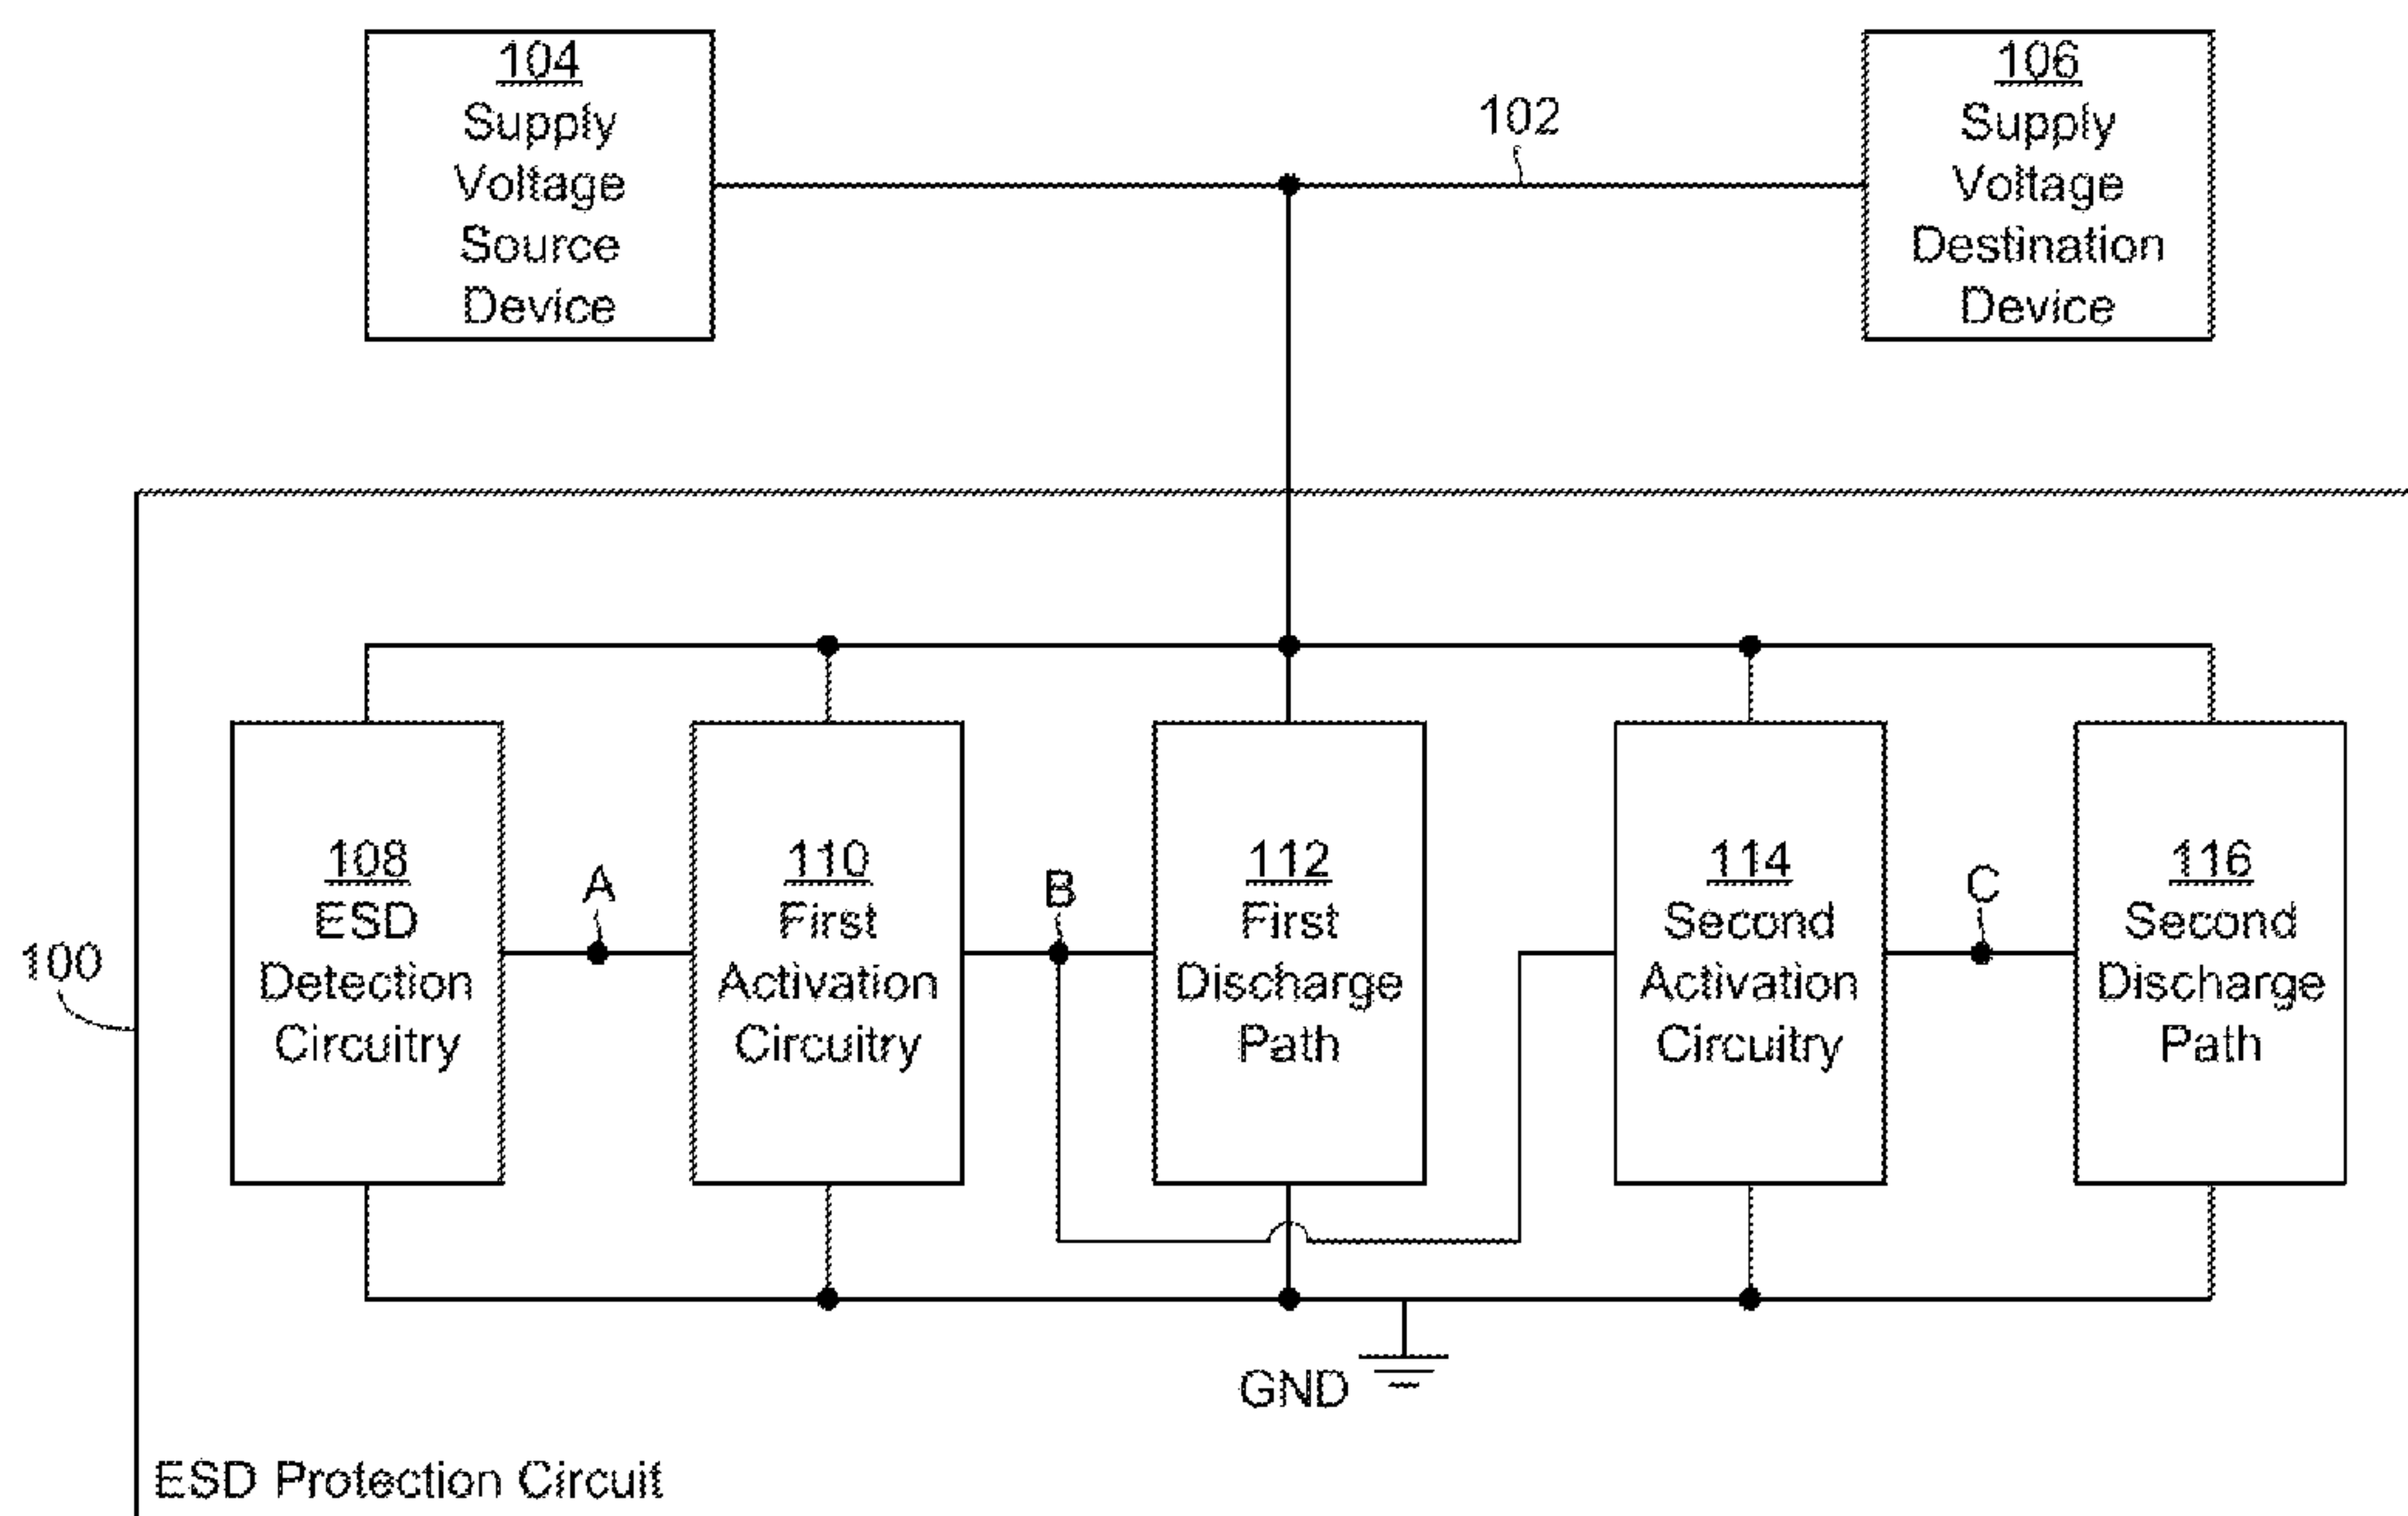 104
Supply
Voltage
Source
Device
102
106
Supply
Voltage
Destination
Device
100
108
ESD
Detection
Circuitry
A
110
First
Activation
Circuitry
B
112
First
Discharge
Path
114
Second
Activation
Circuitry
C
116
Second
Discharge
Path
GND
ESD Protection Circuit